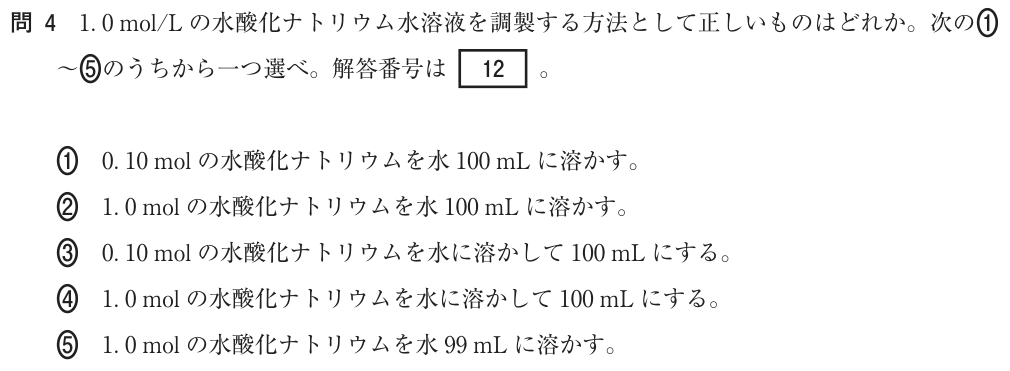 問 4 1.0 mol/L の水酸化ナトリウム水溶液を調製する方法として正しいものはどれか。次の①
～⑤のうちから一つ選べ。解答番号は 12 。
① 0.10 mol の水酸化ナトリウムを水 100 mL に溶かす。
② 1.0 mol の水酸化ナトリウムを水 100 mL に溶かす。
③ 0.10 mol の水酸化ナトリウムを水に溶かして 100 mL にする。
④ 1.0 mol の水酸化ナトリウムを水に溶かして 100 mL にする。
⑤ 1.0 mol の水酸化ナトリウムを水 99 mL に溶かす。